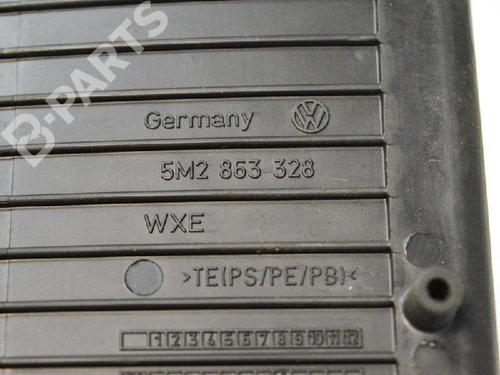 B-PARTS
Germany
5M2 863 328
WXE
>TE(PS/PE/PB)<
1 2 3 4 5 6 7 8 9 10 11 12